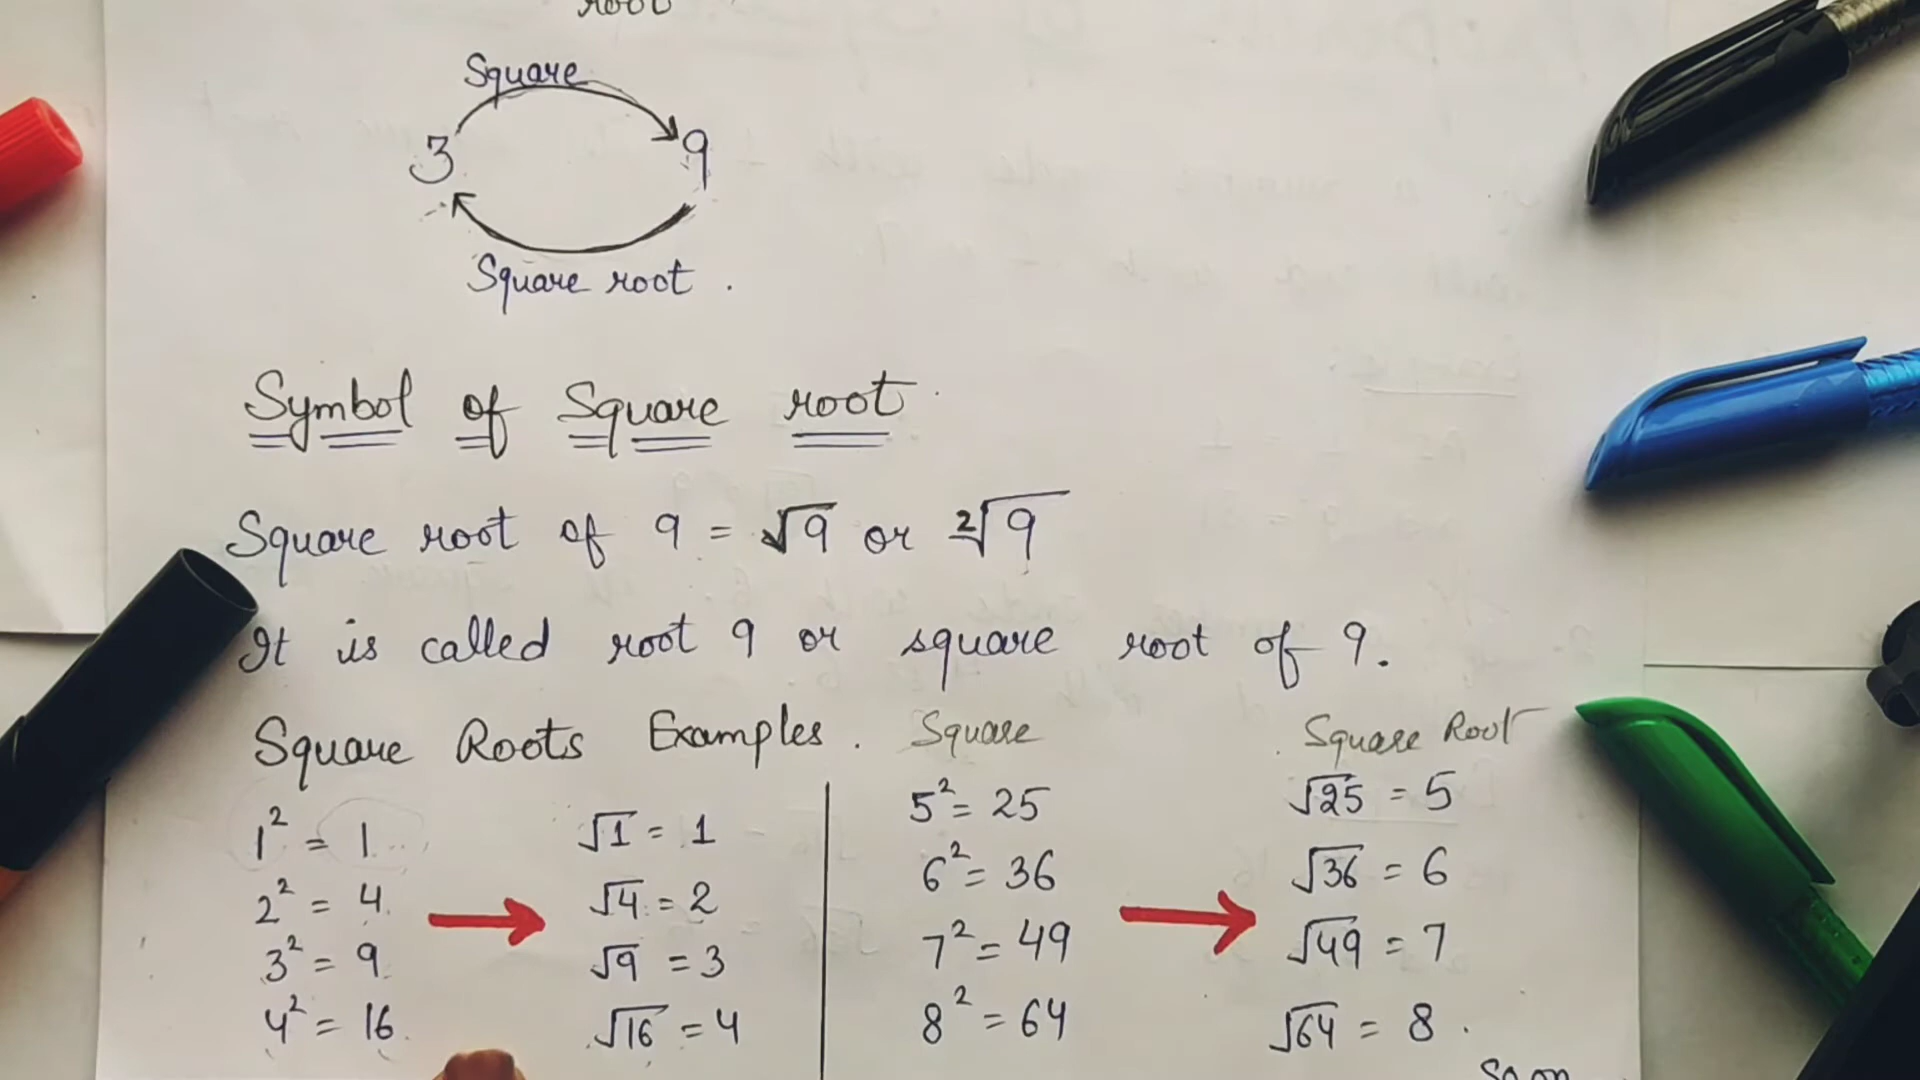 root
Square
3 9
Square root .
Symbol of Square root
Square root of 9 = √9 or ²√9
It is called root 9 or square root of 9.
Square Roots Examples . Square Square Root
1² = 1 √1 = 1 5² = 25 √25 = 5
2² = 4 √4 = 2 6² = 36 √36 = 6
3² = 9 √9 = 3 7² = 49 √49 = 7
4² = 16 √16 = 4 8² = 64 √64 = 8 .
So on